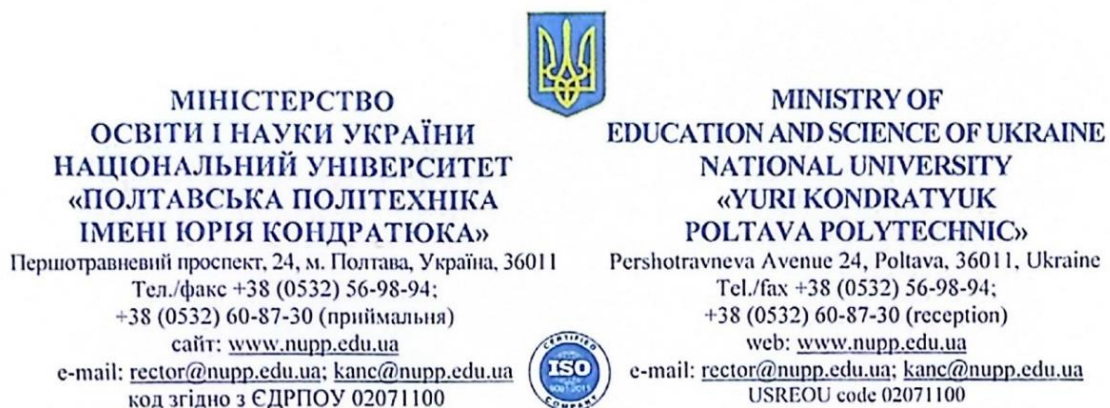 МІНІСТЕРСТВО
ОСВІТИ І НАУКИ УКРАЇНИ
НАЦІОНАЛЬНИЙ УНІВЕРСИТЕТ
«ПОЛТАВСЬКА ПОЛІТЕХНІКА
ІМЕНІ ЮРІЯ КОНДРАТЮКА»
Першотравневий проспект, 24, м. Полтава, Україна, 36011
Тел./факс +38 (0532) 56-98-94;
+38 (0532) 60-87-30 (приймальня)
сайт: www.nupp.edu.ua
e-mail: rector@nupp.edu.ua; kanc@nupp.edu.ua
код згідно з ЄДРПОУ 02071100
MINISTRY OF
EDUCATION AND SCIENCE OF UKRAINE
NATIONAL UNIVERSITY
«YURI KONDRATYUK
POLTAVA POLYTECHNIC»
Pershotravneva Avenue 24, Poltava, 36011, Ukraine
Tel./fax +38 (0532) 56-98-94;
+38 (0532) 60-87-30 (reception)
web: www.nupp.edu.ua
e-mail: rector@nupp.edu.ua; kanc@nupp.edu.ua
USREOU code 02071100
CERTIFIED
ISO
COMPANY